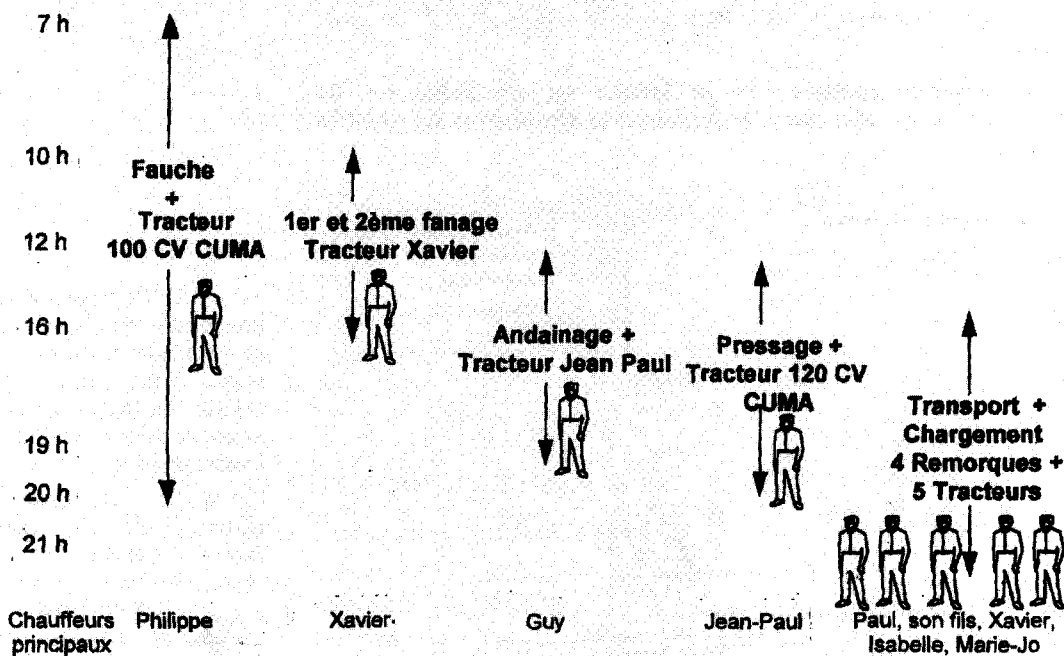 7 h
10 h
12 h
16 h
19 h
20 h
21 h
Fauche
+
Tracteur
100 CV CUMA
1er et 2ème fanage
Tracteur Xavier
Andainage +
Tracteur Jean Paul
Pressage +
Tracteur 120 CV
CUMA
Transport +
Chargement
4 Remorques +
5 Tracteurs
Chauffeurs
principaux
Philippe
Xavier
Guy
Jean-Paul
Paul, son fils, Xavier,
Isabelle, Marie-Jo